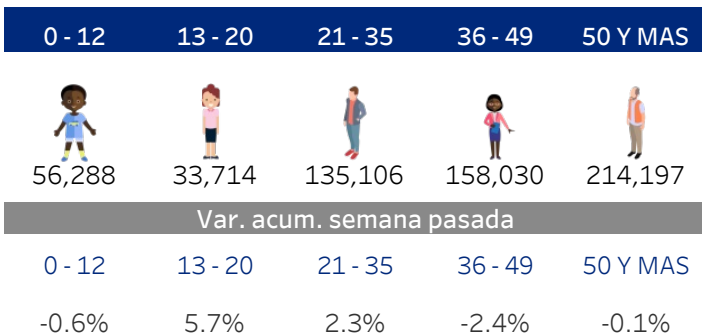 0 - 12 13 - 20 21 - 35 36 - 49 50 Y MAS
56,288 33,714 135,106 158,030 214,197
Var. acum. semana pasada
0 - 12 13 - 20 21 - 35 36 - 49 50 Y MAS
-0.6% 5.7% 2.3% -2.4% -0.1%